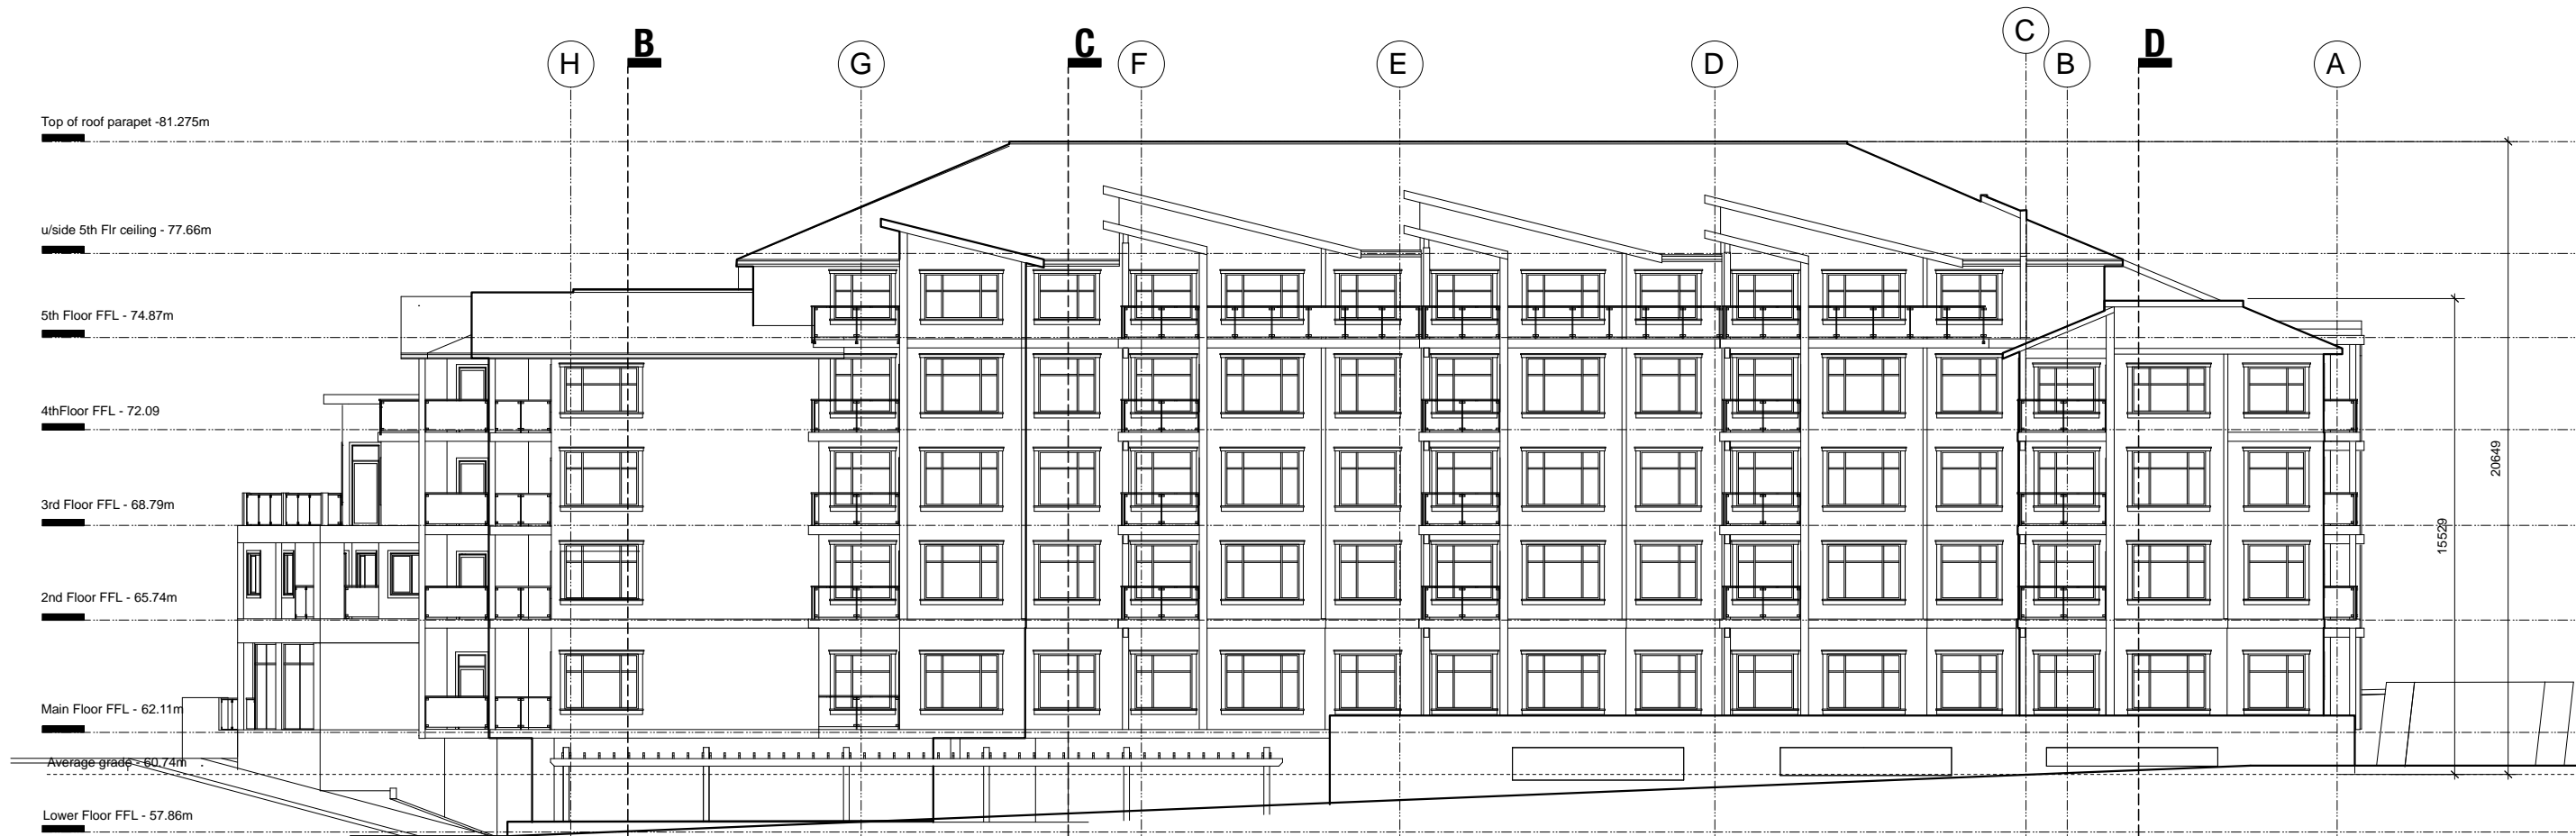 B
C
D
H
G
F
E
D
C
B
A
Top of roof parapet -81.275m
u/side 5th Flr ceiling - 77.66m
5th Floor FFL - 74.87m
4thFloor FFL - 72.09
3rd Floor FFL - 68.79m
2nd Floor FFL - 65.74m
Main Floor FFL - 62.11m
Average grade - 60.74m
Lower Floor FFL - 57.86m
20649
15529